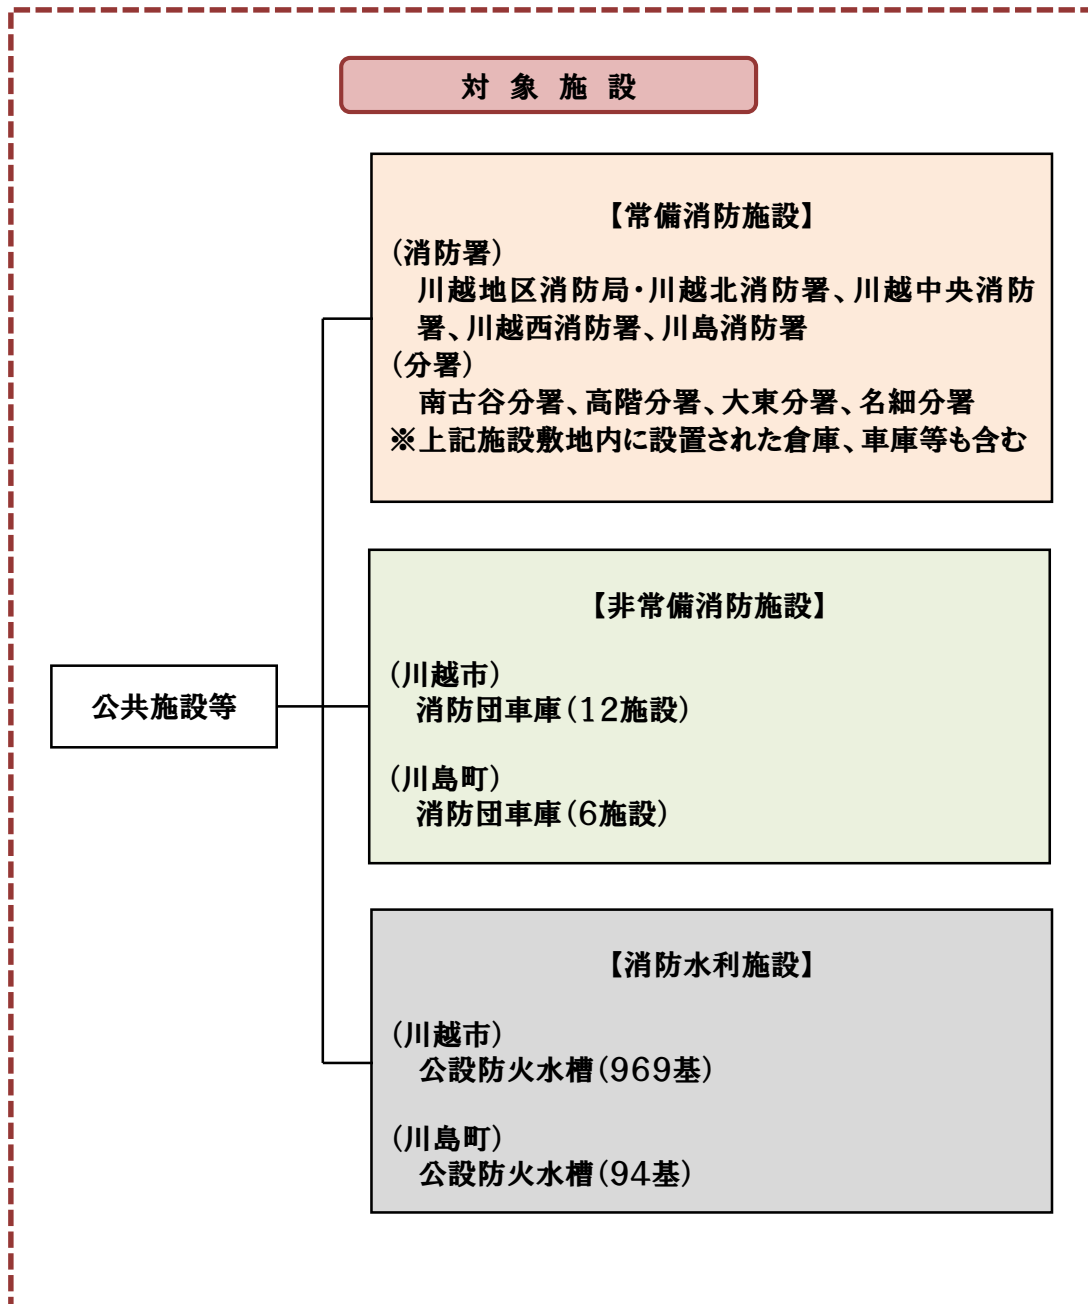 対象施設
【常備消防施設】
(消防署)
川越地区消防局・川越北消防署、川越中央消防
署、川越西消防署、川島消防署
(分署)
南古谷分署、高階分署、大東分署、名細分署
※上記施設敷地内に設置された倉庫、車庫等も含む
【非常備消防施設】
(川越市)
消防団車庫(12施設)
(川島町)
消防団車庫(6施設)
公共施設等
【消防水利施設】
(川越市)
公設防火水槽(969基)
(川島町)
公設防火水槽(94基)